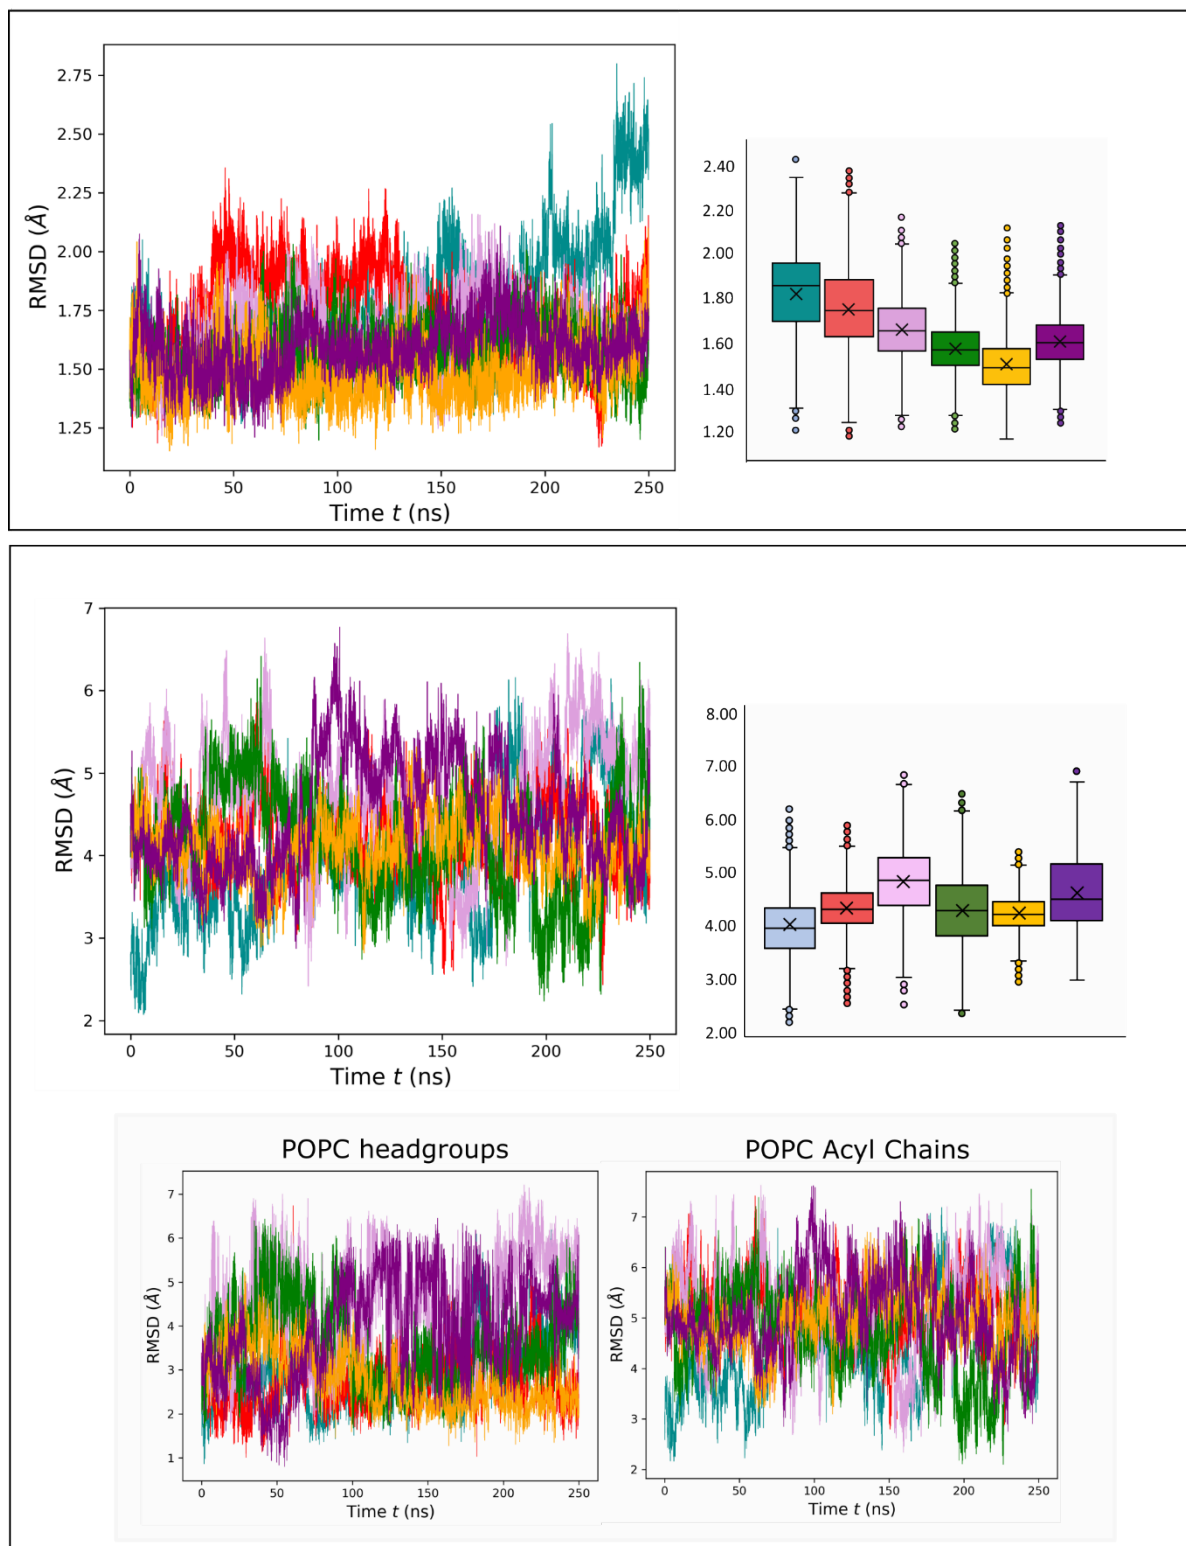 2.75
2.50
2.25
2.00
1.75
1.50
1.25
RMSD (Å)
0 50 100 150 200 250
Time t (ns)
2.40
2.20
2.00
1.80
1.60
1.40
1.20
7
6
5
4
3
2
RMSD (Å)
0 50 100 150 200 250
Time t (ns)
8.00
7.00
6.00
5.00
4.00
3.00
2.00
POPC headgroups
7
6
5
4
3
2
1
RMSD (Å)
0 50 100 150 200 250
Time t (ns)
POPC Acyl Chains
7
6
5
4
3
2
RMSD (Å)
0 50 100 150 200 250
Time t (ns)